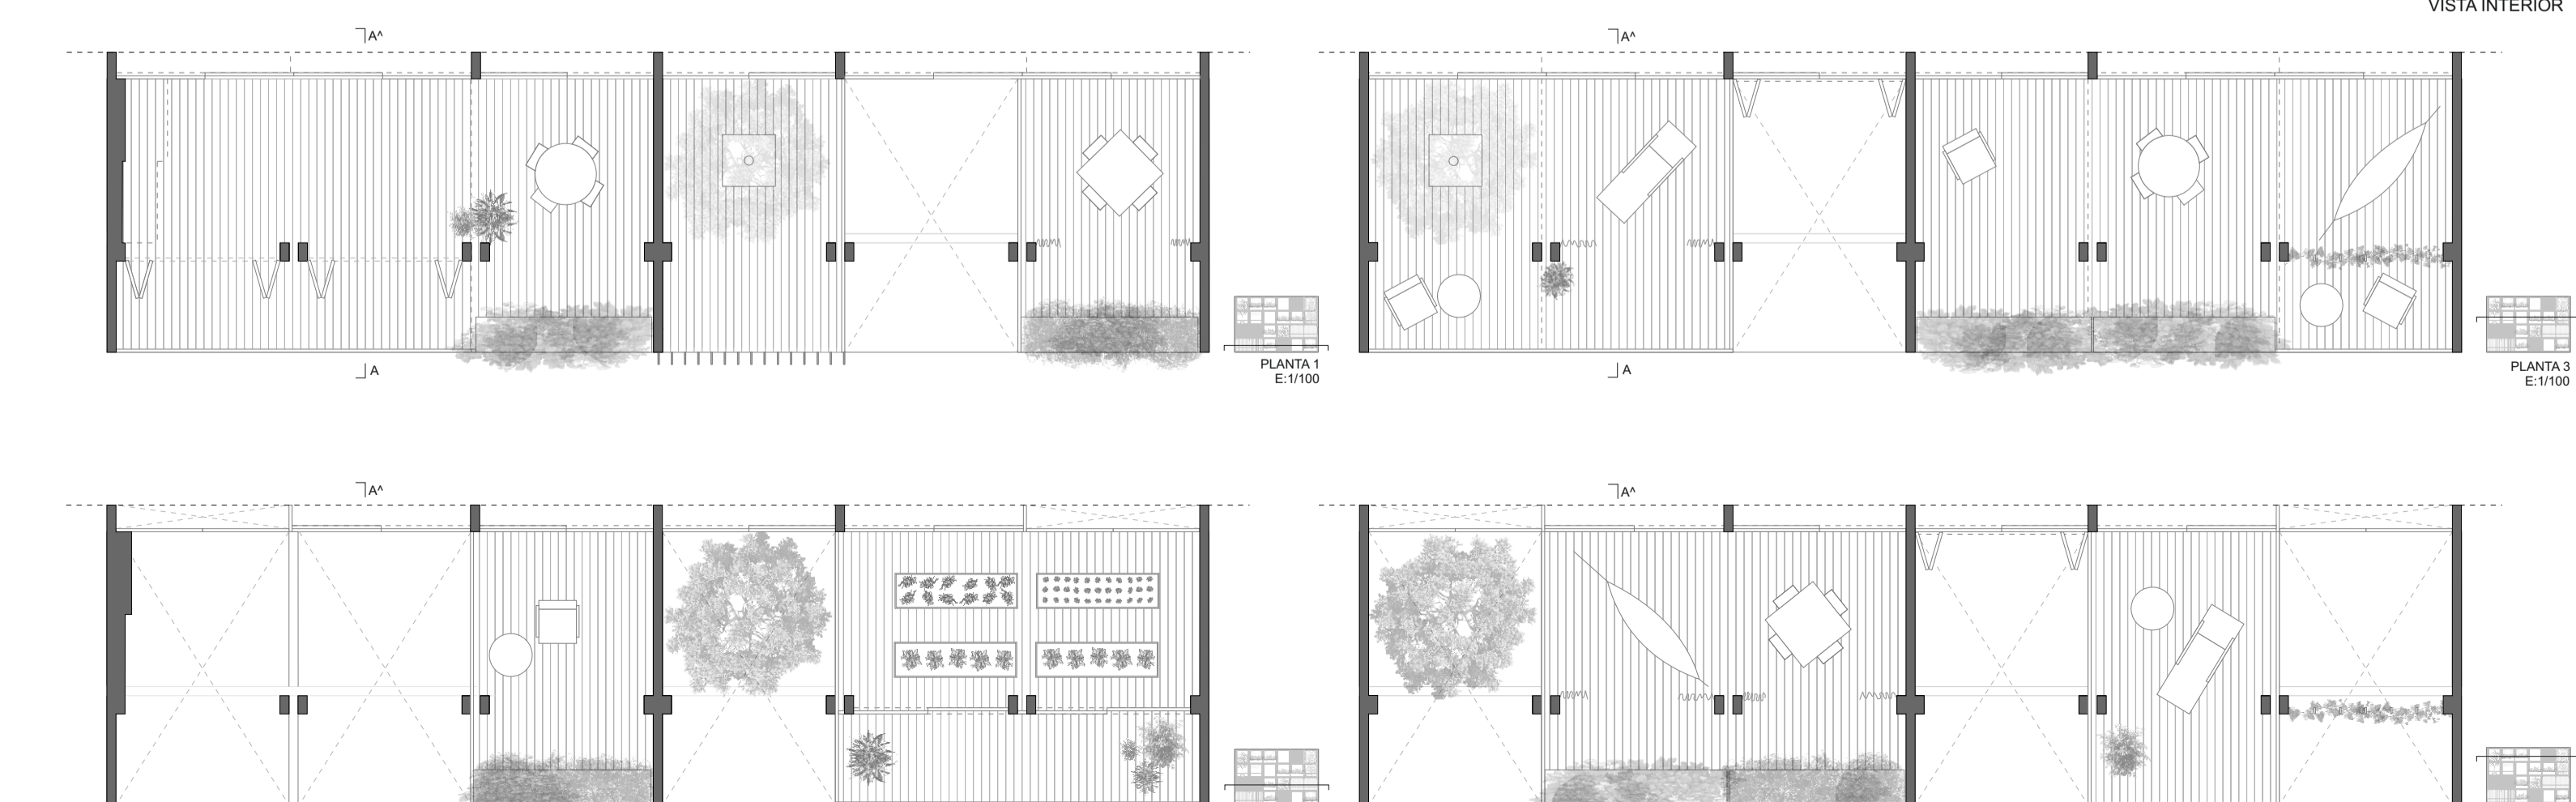 VISTA INTERIOR
A^
A^
A
PLANTA 1
E:1/100
A
PLANTA 3
E:1/100
A^
A^